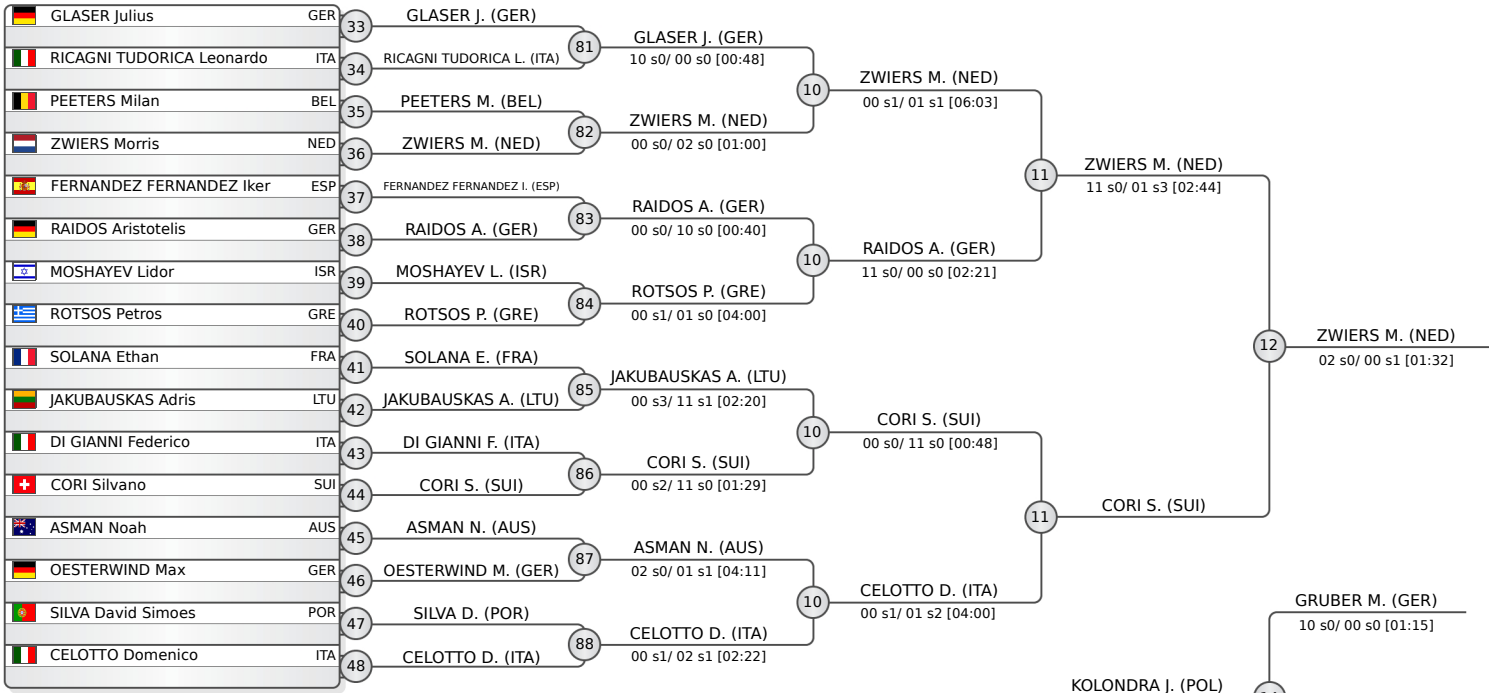 GLASER Julius GER
RICAGNI TUDORICA Leonardo ITA
PEETERS Milan BEL
ZWIERS Morris NED
FERNANDEZ FERNANDEZ Iker ESP
RAIDOS Aristotelis GER
MOSHAYEV Lidor ISR
ROTSOS Petros GRE
SOLANA Ethan FRA
JAKUBAUSKAS Adris LTU
DI GIANNI Federico ITA
CORI Silvano SUI
ASMAN Noah AUS
OESTERWIND Max GER
SILVA David Simoes POR
CELOTTO Domenico ITA
33
34
35
36
37
38
39
40
41
42
43
44
45
46
47
48
GLASER J. (GER)
RICAGNI TUDORICA L. (ITA)
PEETERS M. (BEL)
ZWIERS M. (NED)
FERNANDEZ FERNANDEZ I. (ESP)
RAIDOS A. (GER)
MOSHAYEV L. (ISR)
ROTSOS P. (GRE)
SOLANA E. (FRA)
JAKUBAUSKAS A. (LTU)
DI GIANNI F. (ITA)
CORI S. (SUI)
ASMAN N. (AUS)
OESTERWIND M. (GER)
SILVA D. (POR)
CELOTTO D. (ITA)
81
82
83
84
85
86
87
88
GLASER J. (GER)
10 s0/ 00 s0 [00:48]
ZWIERS M. (NED)
00 s0/ 02 s0 [01:00]
RAIDOS A. (GER)
00 s0/ 10 s0 [00:40]
ROTSOS P. (GRE)
00 s1/ 01 s0 [04:00]
JAKUBAUSKAS A. (LTU)
00 s3/ 11 s1 [02:20]
CORI S. (SUI)
00 s2/ 11 s0 [01:29]
ASMAN N. (AUS)
02 s0/ 01 s1 [04:11]
CELOTTO D. (ITA)
00 s1/ 02 s1 [02:22]
10
10
10
10
ZWIERS M. (NED)
00 s1/ 01 s1 [06:03]
RAIDOS A. (GER)
11 s0/ 00 s0 [02:21]
CORI S. (SUI)
00 s0/ 11 s0 [00:48]
CELOTTO D. (ITA)
00 s1/ 01 s2 [04:00]
11
11
ZWIERS M. (NED)
11 s0/ 01 s3 [02:44]
CORI S. (SUI)
12
ZWIERS M. (NED)
02 s0/ 00 s1 [01:32]
GRUBER M. (GER)
10 s0/ 00 s0 [01:15]
KOLONDRA J. (POL)